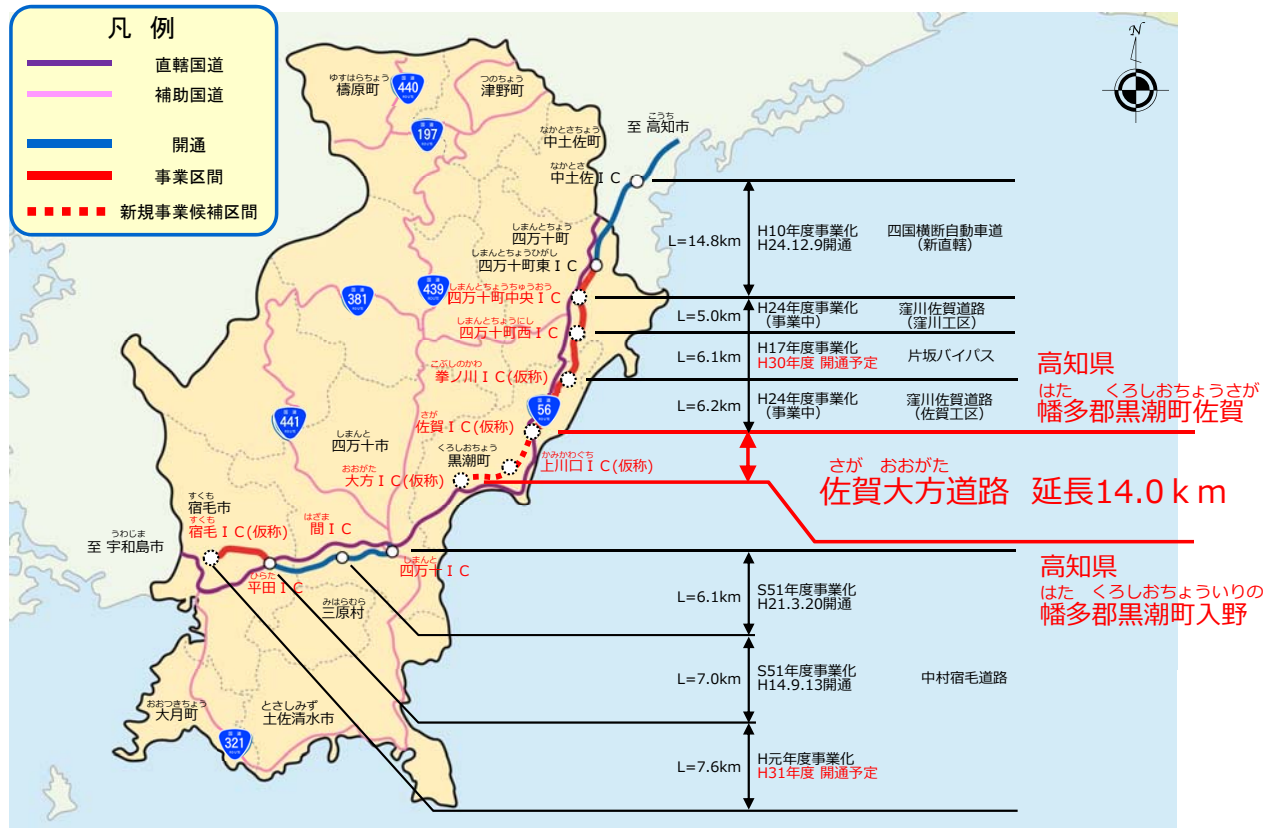 凡 例
直轄国道
補助国道
開通
事業区間
新規事業候補区間
N
ゆすはらちょう
檮原町
国道
440
ROUTE
つのちょう
津野町
国道
197
ROUTE
なかとさちょう
中土佐町
こうち
至 高知市
なかとさ
中土佐ＩＣ
しまんとちょう
四万十町
しまんとちょうひがし
四万十町東ＩＣ
しまんとちょうちゅうおう
四万十町中央ＩＣ
しまんとちょうにし
四万十町西ＩＣ
国道
439
ROUTE
国道
381
ROUTE
こぶしのかわ
拳ノ川ＩＣ(仮称)
国道
56
ROUTE
さが
佐賀ＩＣ(仮称)
くろしおちょう
黒潮町
かみかわぐち
上川口ＩＣ(仮称)
おおがた
大方ＩＣ(仮称)
国道
441
ROUTE
しまんと
四万十市
すくも
宿毛市
すくも
宿毛ＩＣ(仮称)
はざま
間ＩＣ
うわじま
至 宇和島市
ひらた
平田ＩＣ
しまんと
四万十ＩＣ
みはらむら
三原村
おおつきちょう
大月町
とさしみず
土佐清水市
国道
321
ROUTE
L=14.8km
H10年度事業化
H24.12.9開通
四国横断自動車道
（新直轄）
L=5.0km
H24年度事業化
（事業中）
窪川佐賀道路
（窪川工区）
L=6.1km
H17年度事業化
H30年度 開通予定
片坂バイパス
L=6.2km
H24年度事業化
（事業中）
窪川佐賀道路
（佐賀工区）
高知県
はた　くろしおちょうさが
幡多郡黒潮町佐賀
さが　おおがた
佐賀大方道路 延長14.0ｋｍ
高知県
はた　くろしおちょういりの
幡多郡黒潮町入野
L=6.1km
S51年度事業化
H21.3.20開通
L=7.0km
S51年度事業化
H14.9.13開通
中村宿毛道路
L=7.6km
H元年度事業化
H31年度 開通予定